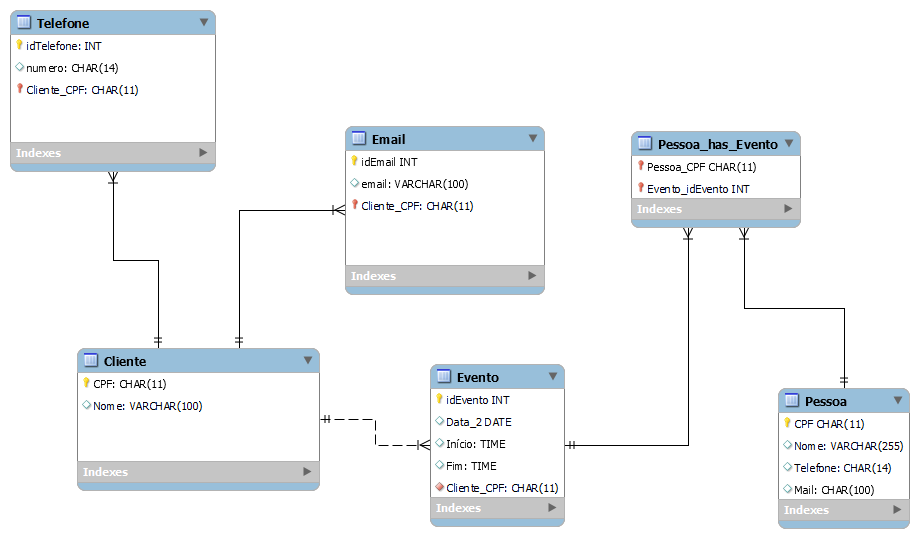 Telefone
idTelefone: INT
numero: CHAR(14)
Cliente_CPF: CHAR(11)
Indexes
Email
idEmail INT
email: VARCHAR(100)
Cliente_CPF: CHAR(11)
Indexes
Pessoa_has_Evento
Pessoa_CPF CHAR(11)
Evento_idEvento INT
Indexes
Cliente
CPF: CHAR(11)
Nome: VARCHAR(100)
Indexes
Evento
idEvento INT
Data_2 DATE
Início: TIME
Fim: TIME
Cliente_CPF: CHAR(11)
Indexes
Pessoa
CPF CHAR(11)
Nome: VARCHAR(255)
Telefone: CHAR(14)
Mail: CHAR(100)
Indexes